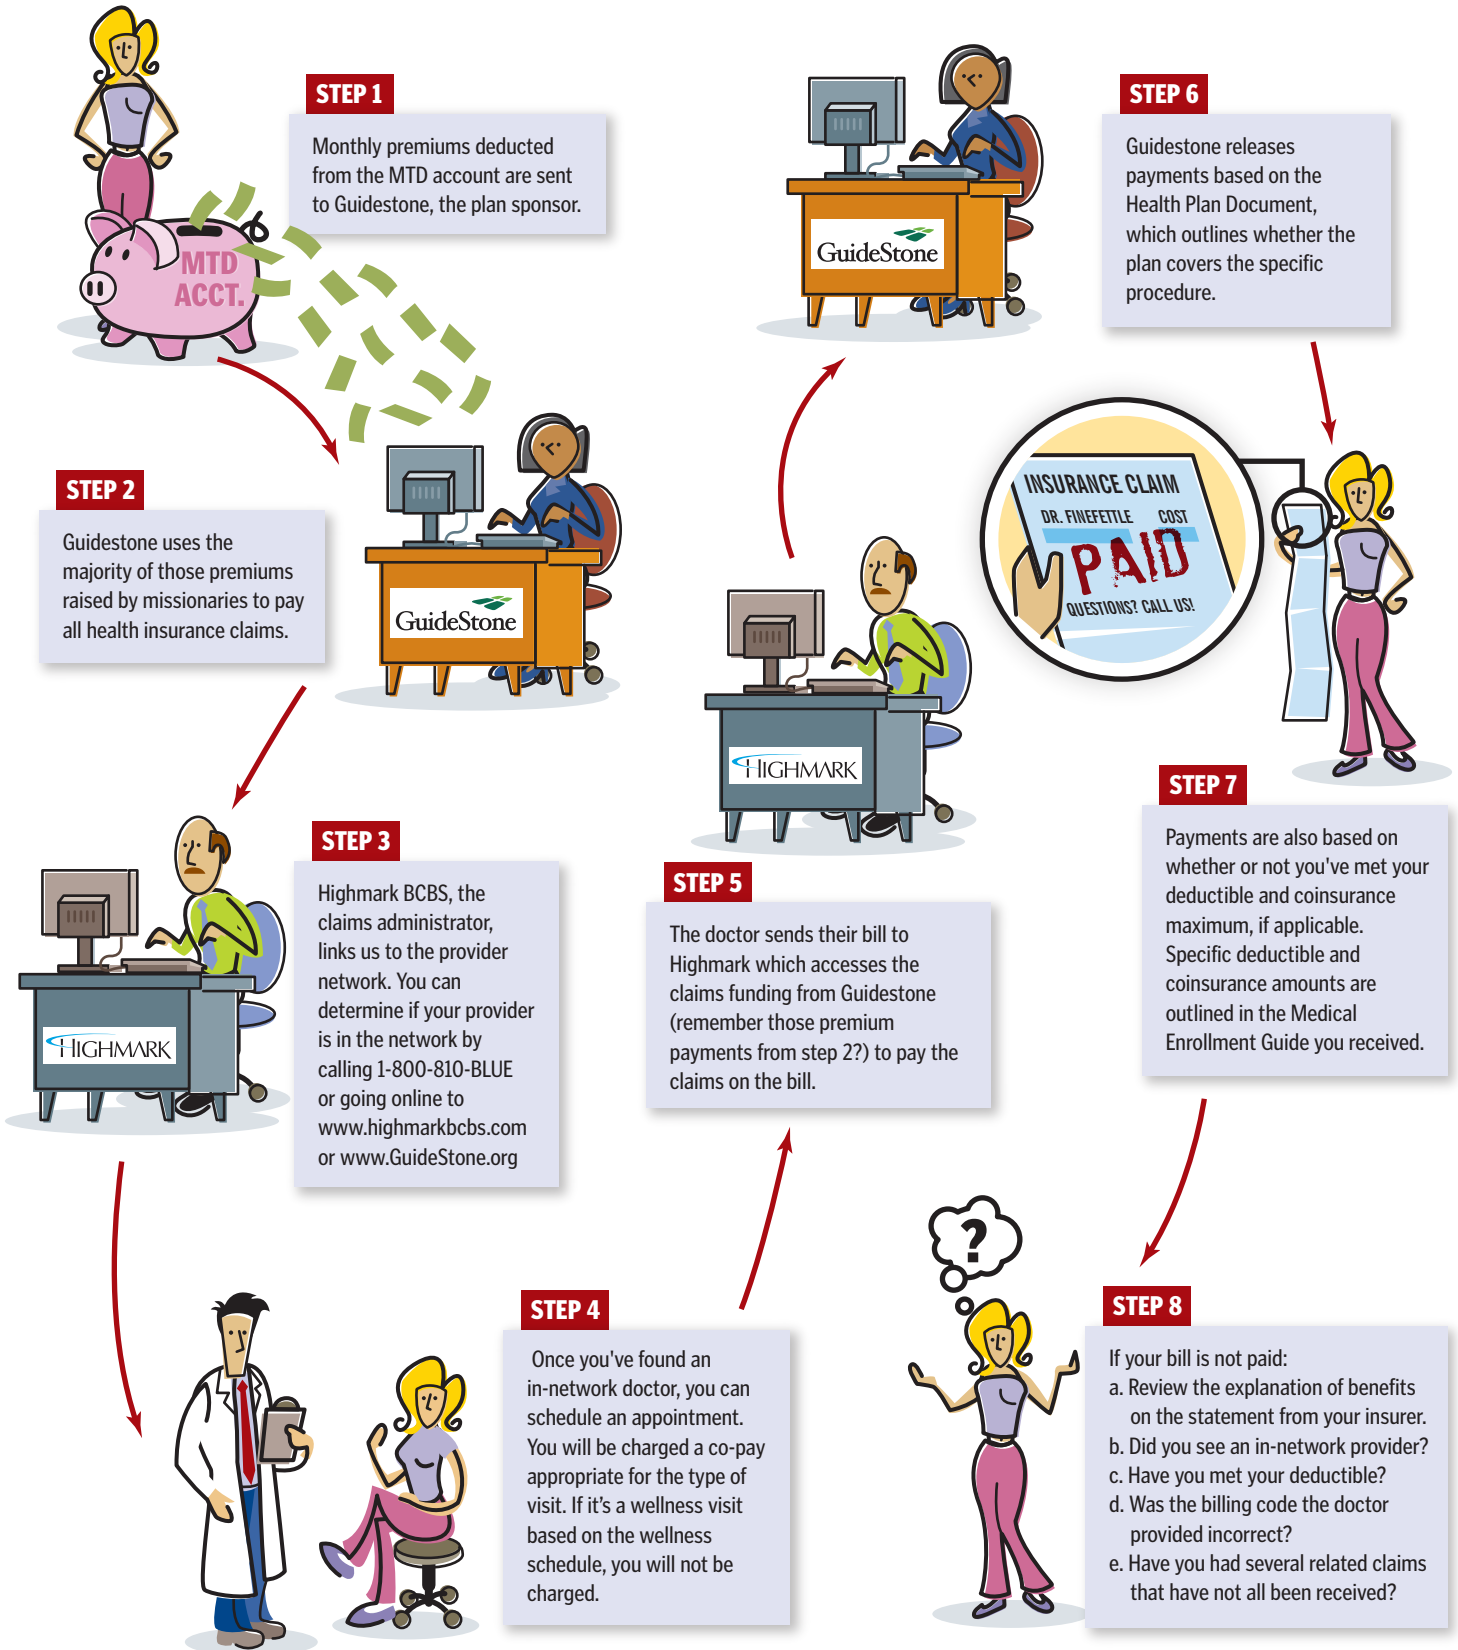 STEP 1
Monthly premiums deducted
from the MTD account are sent
to Guidestone, the plan sponsor.
MTD
ACCT.
STEP 2
Guidestone uses the
majority of those premiums
raised by missionaries to pay
all health insurance claims.
GuideStone
STEP 3
Highmark BCBS, the
claims administrator,
links us to the provider
network. You can
determine if your provider
is in the network by
calling 1-800-810-BLUE
or going online to
www.highmarkbcbs.com
or www.GuideStone.org
HIGHMARK
STEP 4
Once you've found an
in-network doctor, you can
schedule an appointment.
You will be charged a co-pay
appropriate for the type of
visit. If it's a wellness visit
based on the wellness
schedule, you will not be
charged.
HIGHMARK
STEP 5
The doctor sends their bill to
Highmark which accesses the
claims funding from Guidestone
(remember those premium
payments from step 2?) to pay the
claims on the bill.
GuideStone
STEP 6
Guidestone releases
payments based on the
Health Plan Document,
which outlines whether the
plan covers the specific
procedure.
INSURANCE CLAIM
DR. FINEFETTLE COST
PAID
QUESTIONS? CALL US!
STEP 7
Payments are also based on
whether or not you've met your
deductible and coinsurance
maximum, if applicable.
Specific deductible and
coinsurance amounts are
outlined in the Medical
Enrollment Guide you received.
?
STEP 8
If your bill is not paid:
a. Review the explanation of benefits
on the statement from your insurer.
b. Did you see an in-network provider?
c. Have you met your deductible?
d. Was the billing code the doctor
provided incorrect?
e. Have you had several related claims
that have not all been received?